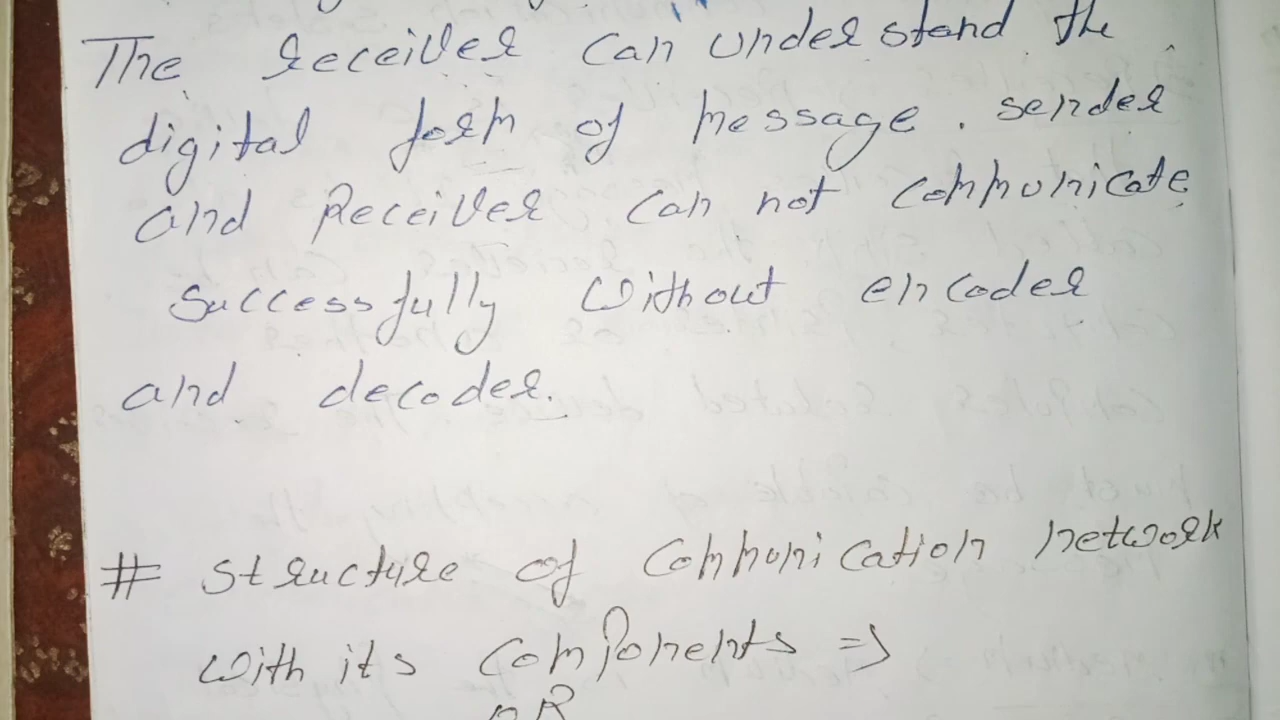 The receiver can understand the
digital form of message. sender
and Receiver can not communicate
successfully without encoder
and decoder.
# structure of communication network
with its components ⇒
OR